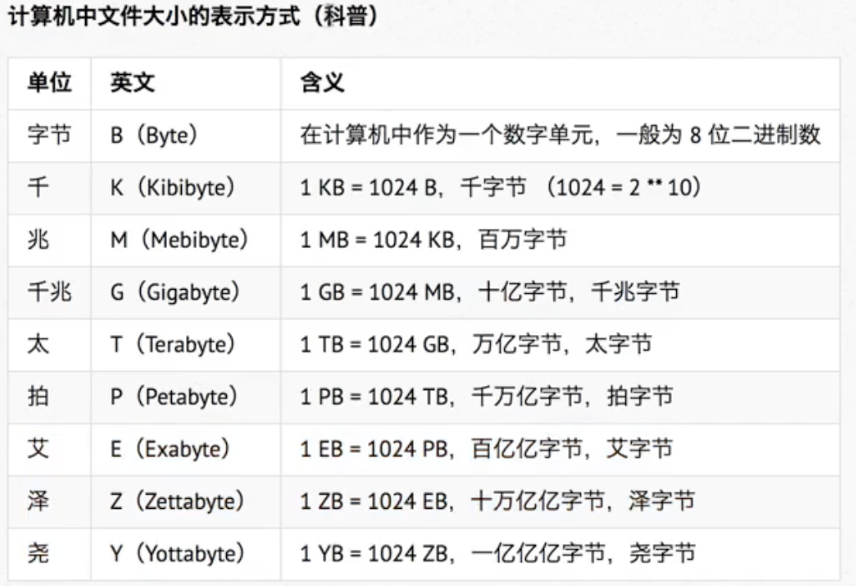 计算机中文件大小的表示方式（科普）
单位 英文 含义
字节 B（Byte） 在计算机中作为一个数字单元，一般为 8 位二进制数
千 K（Kibibyte） 1 KB = 1024 B，千字节 （1024 = 2 ** 10）
兆 M（Mebibyte） 1 MB = 1024 KB，百万字节
千兆 G（Gigabyte） 1 GB = 1024 MB，十亿字节，千兆字节
太 T（Terabyte） 1 TB = 1024 GB，万亿字节，太字节
拍 P（Petabyte） 1 PB = 1024 TB，千万亿字节，拍字节
艾 E（Exabyte） 1 EB = 1024 PB，百亿亿字节，艾字节
泽 Z（Zettabyte） 1 ZB = 1024 EB，十万亿亿字节，泽字节
尧 Y（Yottabyte） 1 YB = 1024 ZB，一亿亿亿字节，尧字节